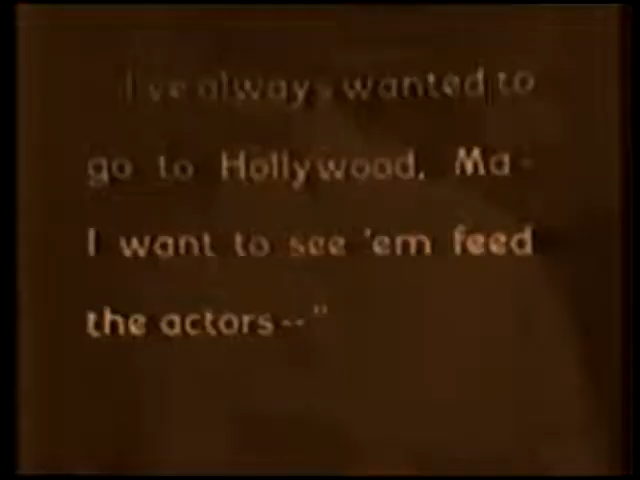 "I've always wanted to
go to Hollywood, Ma-
I want to see 'em feed
the actors--"